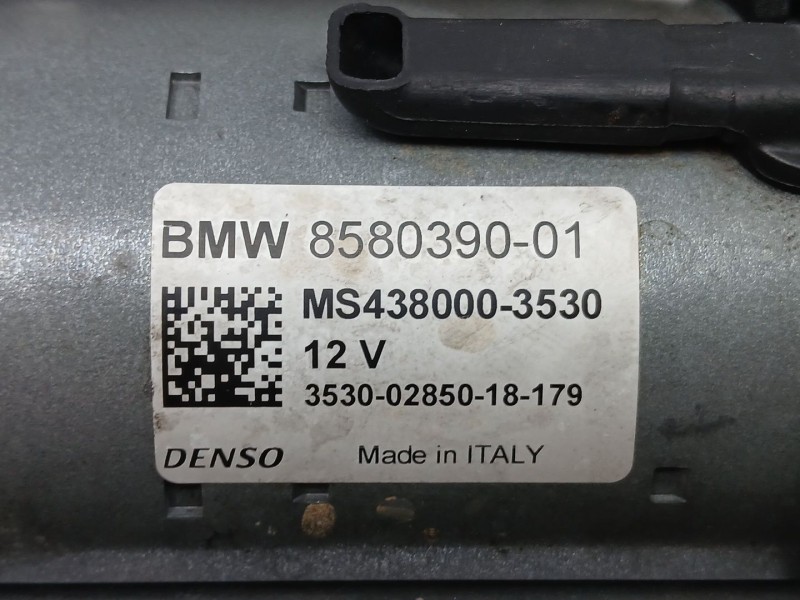 BMW 8580390-01
MS438000-3530
12 V
3530-02850-18-179
DENSO Made in ITALY